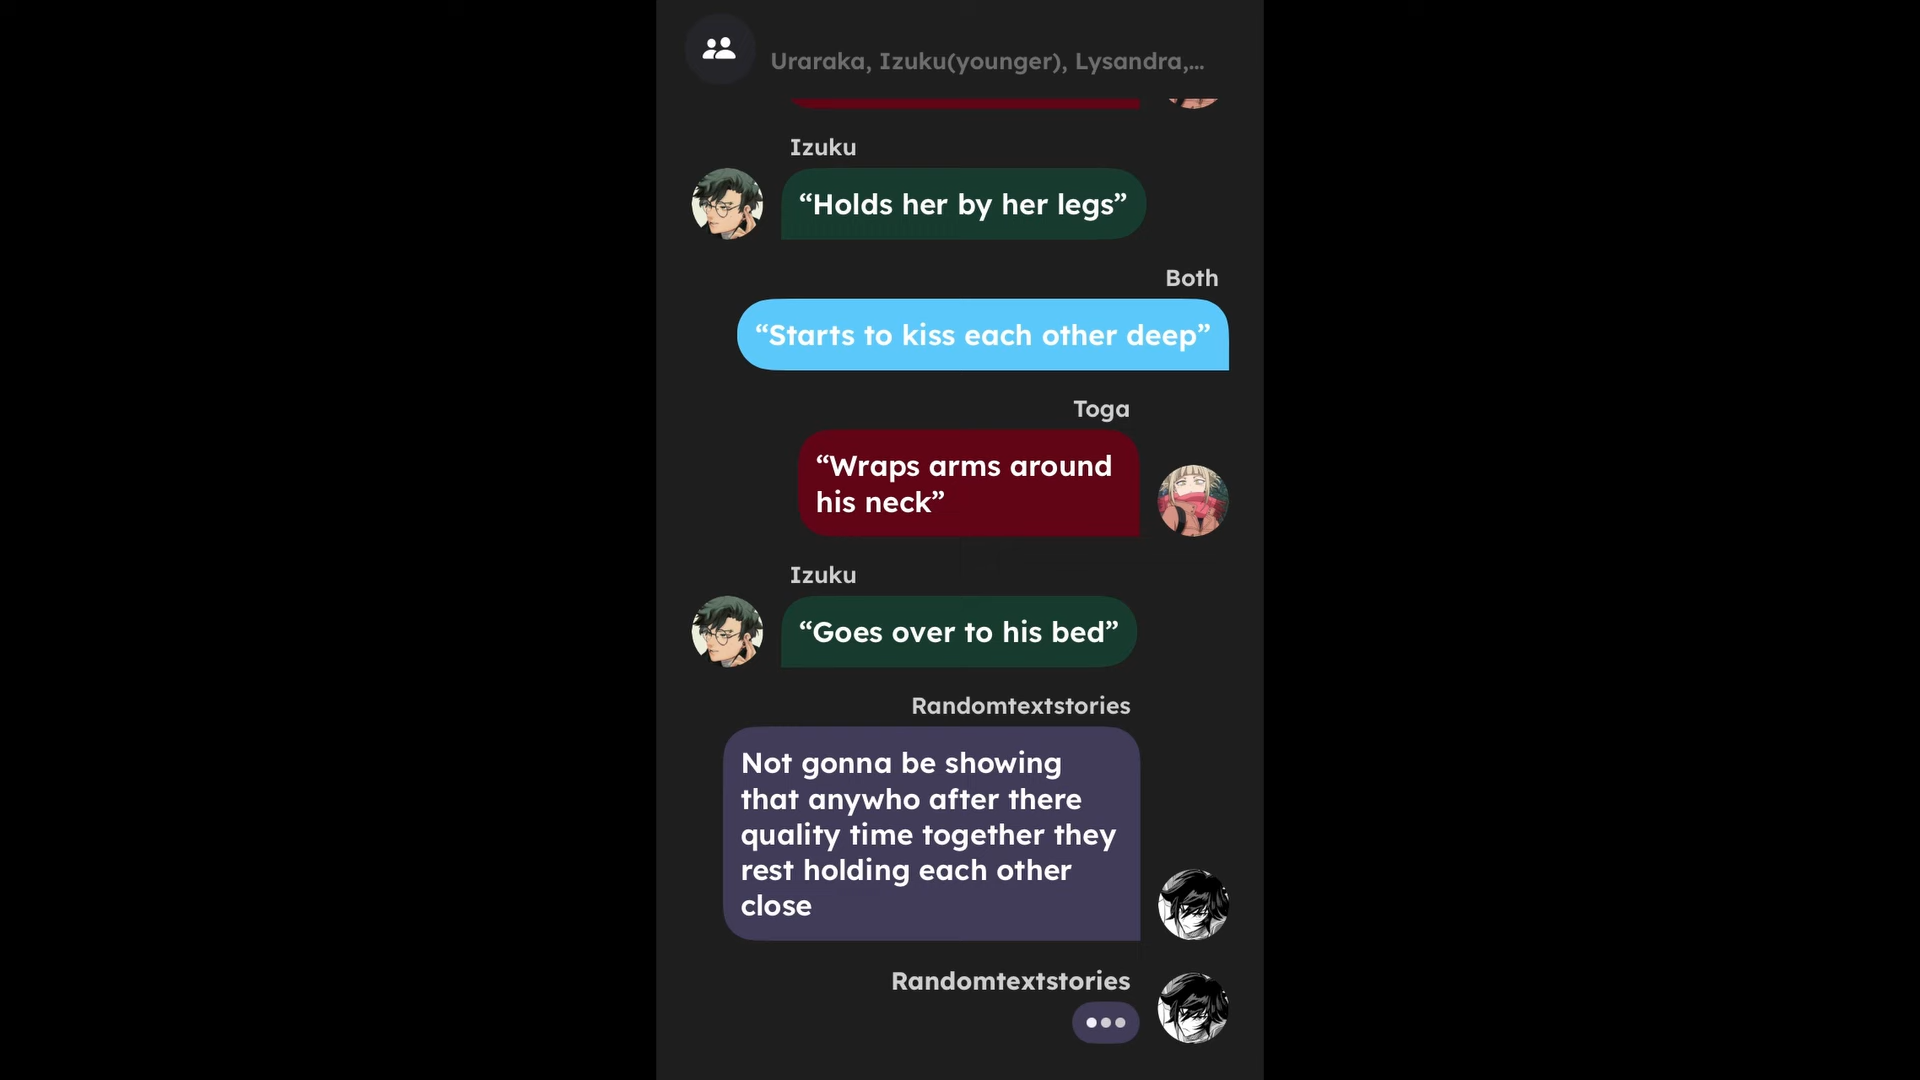 Uraraka, Izuku(younger), Lysandra,...
Izuku
“Holds her by her legs”
Both
“Starts to kiss each other deep”
Toga
“Wraps arms around
his neck”
Izuku
“Goes over to his bed”
Randomtextstories
Not gonna be showing
that anywho after there
quality time together they
rest holding each other
close
Randomtextstories